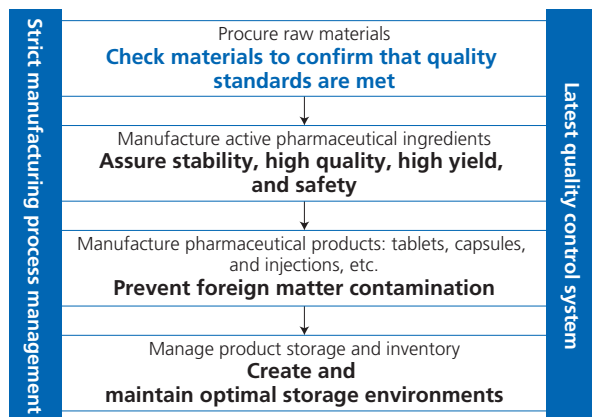 Strict manufacturing process management
Procure raw materials
Check materials to confirm that quality
standards are met
Manufacture active pharmaceutical ingredients
Assure stability, high quality, high yield,
and safety
Manufacture pharmaceutical products: tablets, capsules,
and injections, etc.
Prevent foreign matter contamination
Manage product storage and inventory
Create and
maintain optimal storage environments
Latest quality control system